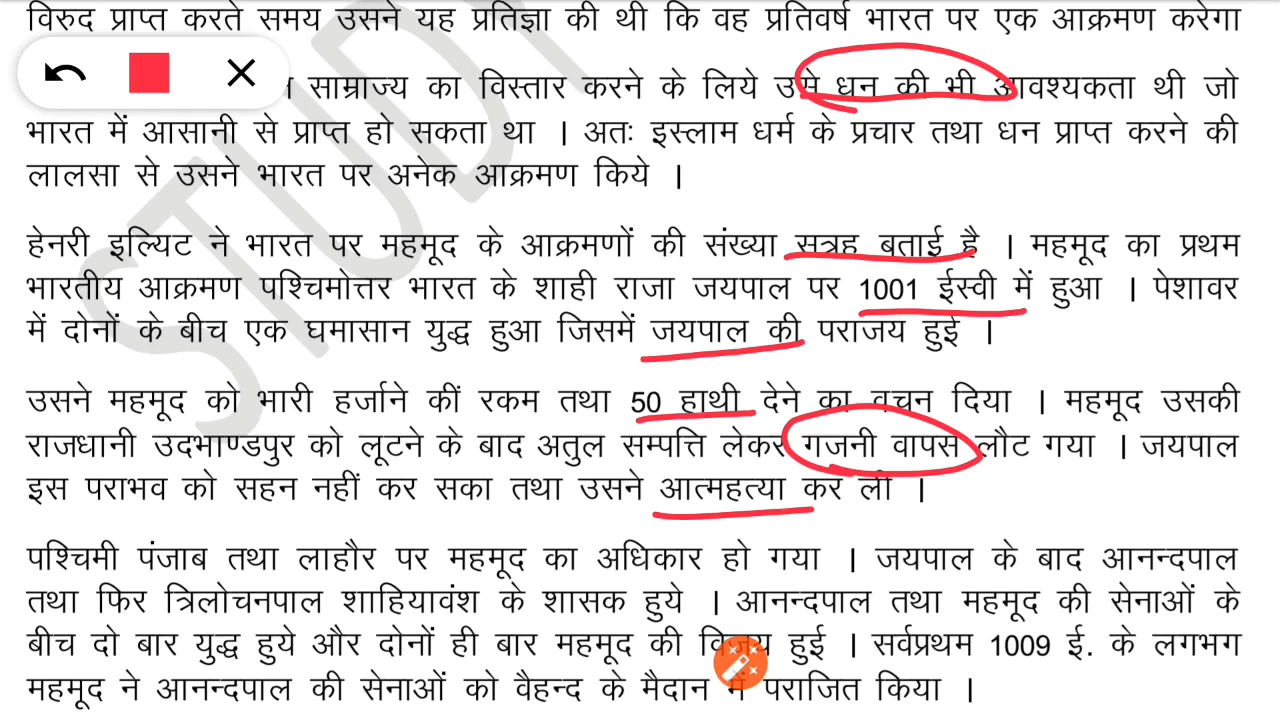 विरुद प्राप्त करते समय उसने यह प्रतिज्ञा की थी कि वह प्रतिवर्ष भारत पर एक आक्रमण करेगा
साम्राज्य का विस्तार करने के लिये उसे धन की भी आवश्यकता थी जो
भारत में आसानी से प्राप्त हो सकता था । अतः इस्लाम धर्म के प्रचार तथा धन प्राप्त करने की
लालसा से उसने भारत पर अनेक आक्रमण किये ।
हेनरी इल्यिट ने भारत पर महमूद के आक्रमणों की संख्या सत्रह बताई है । महमूद का प्रथम
भारतीय आक्रमण पश्चिमोत्तर भारत के शाही राजा जयपाल पर 1001 ईस्वी में हुआ । पेशावर
में दोनों के बीच एक घमासान युद्ध हुआ जिसमें जयपाल की पराजय हुई ।
उसने महमूद को भारी हर्जाने कीं रकम तथा 50 हाथी देने का वचन दिया । महमूद उसकी
राजधानी उदभाण्डपुर को लूटने के बाद अतुल सम्पत्ति लेकर गजनी वापस लौट गया । जयपाल
इस पराभव को सहन नहीं कर सका तथा उसने आत्महत्या कर ली ।
पश्चिमी पंजाब तथा लाहौर पर महमूद का अधिकार हो गया । जयपाल के बाद आनन्दपाल
तथा फिर त्रिलोचनपाल शाहियावंश के शासक हुये । आनन्दपाल तथा महमूद की सेनाओं के
बीच दो बार युद्ध हुये और दोनों ही बार महमूद की विजय हुई । सर्वप्रथम 1009 ई. के लगभग
महमूद ने आनन्दपाल की सेनाओं को वैहन्द के मैदान में पराजित किया ।
STUDY